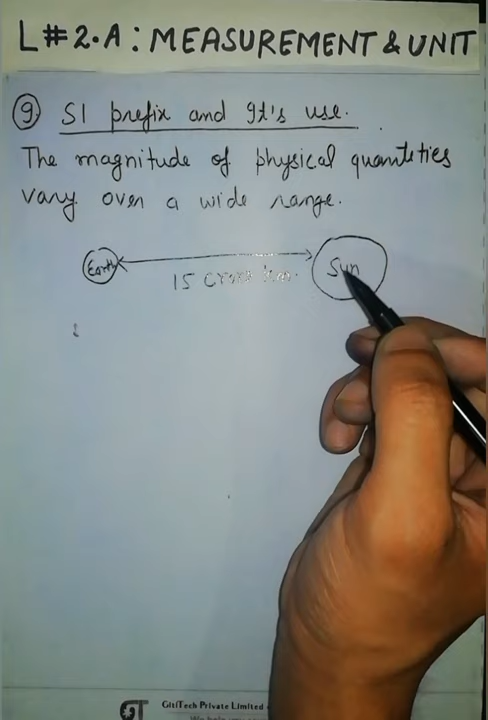 L # 2.A : MEASUREMENT & UNIT
9. SI prefix and It's use.
The magnitude of physical quantities
vary over a wide range.
Earth Sun
15 crore km.
GitiTech Private Limited